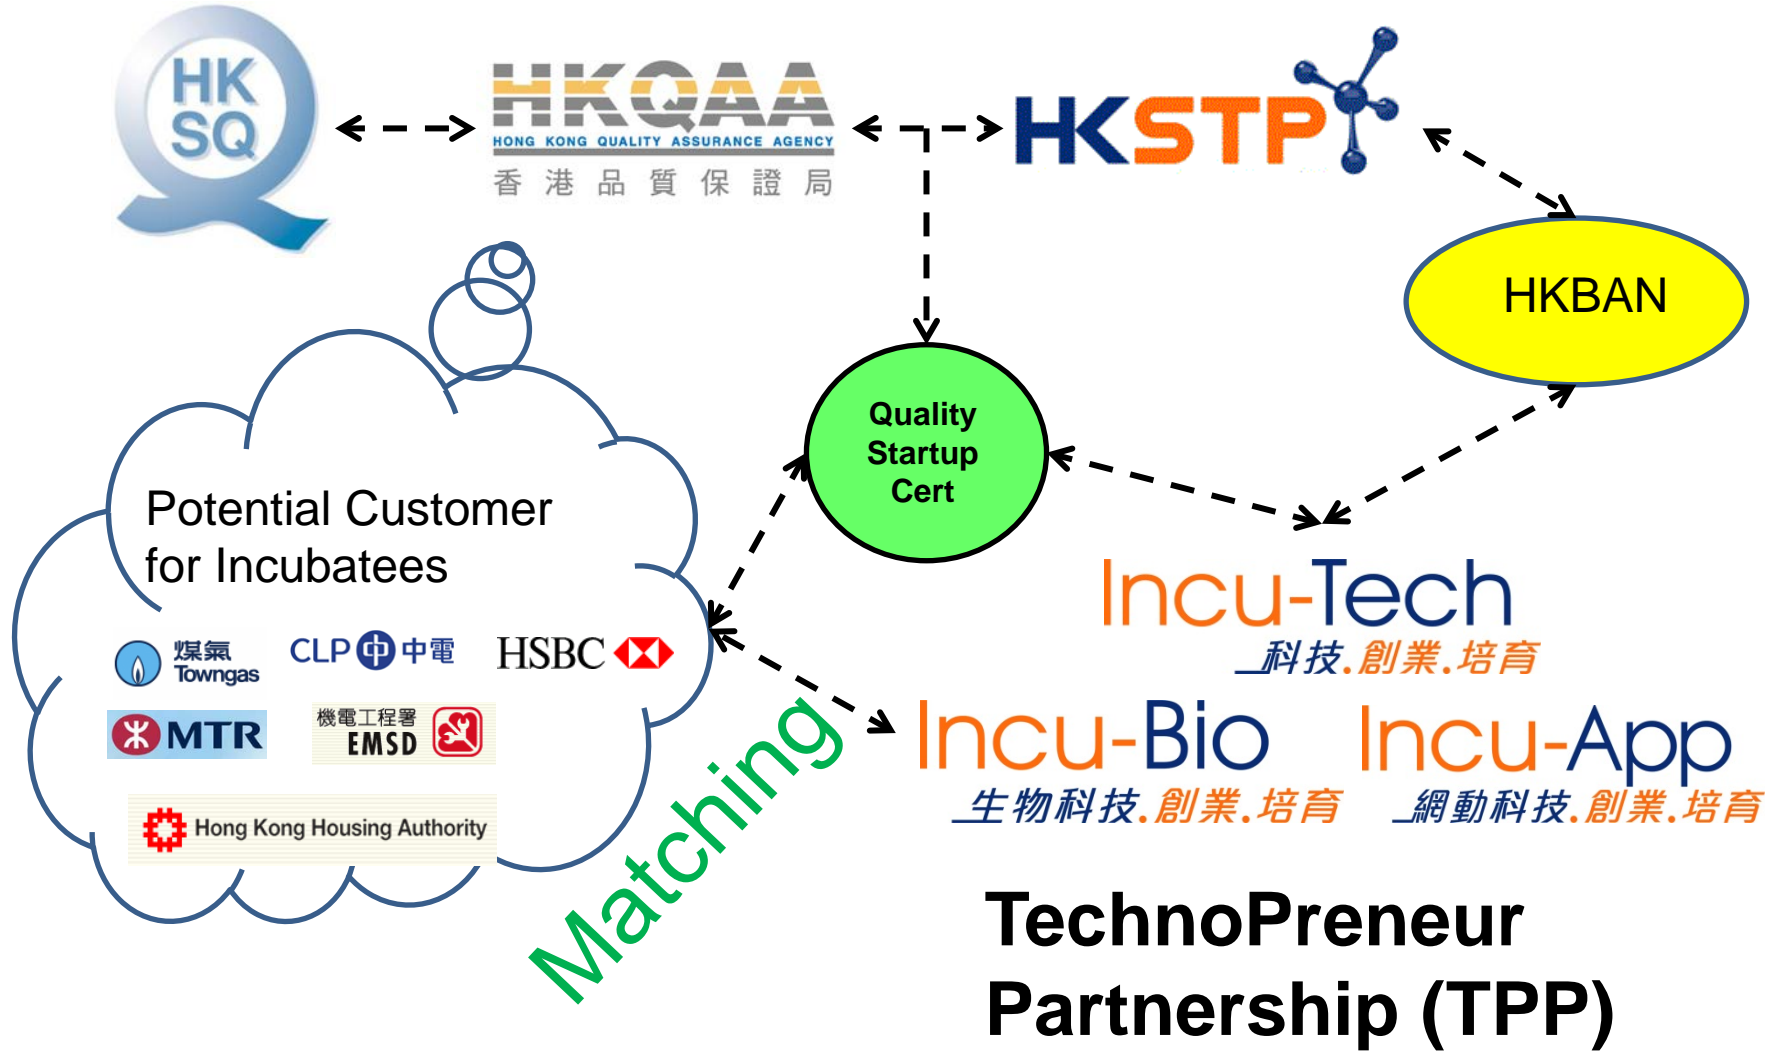 HK
SQ
HKQAA
HONG KONG QUALITY ASSURANCE AGENCY
香港品質保證局
HKSTP
HKBAN
Quality
Startup
Cert
Potential Customer
for Incubatees
煤氣
Towngas
CLP 中 中電
HSBC
MTR
機電工程署
EMSD
Hong Kong Housing Authority
Matching
Incu-Tech
科技.創業.培育
Incu-Bio
生物科技.創業.培育
Incu-App
網動科技.創業.培育
TechnoPreneur
Partnership (TPP)